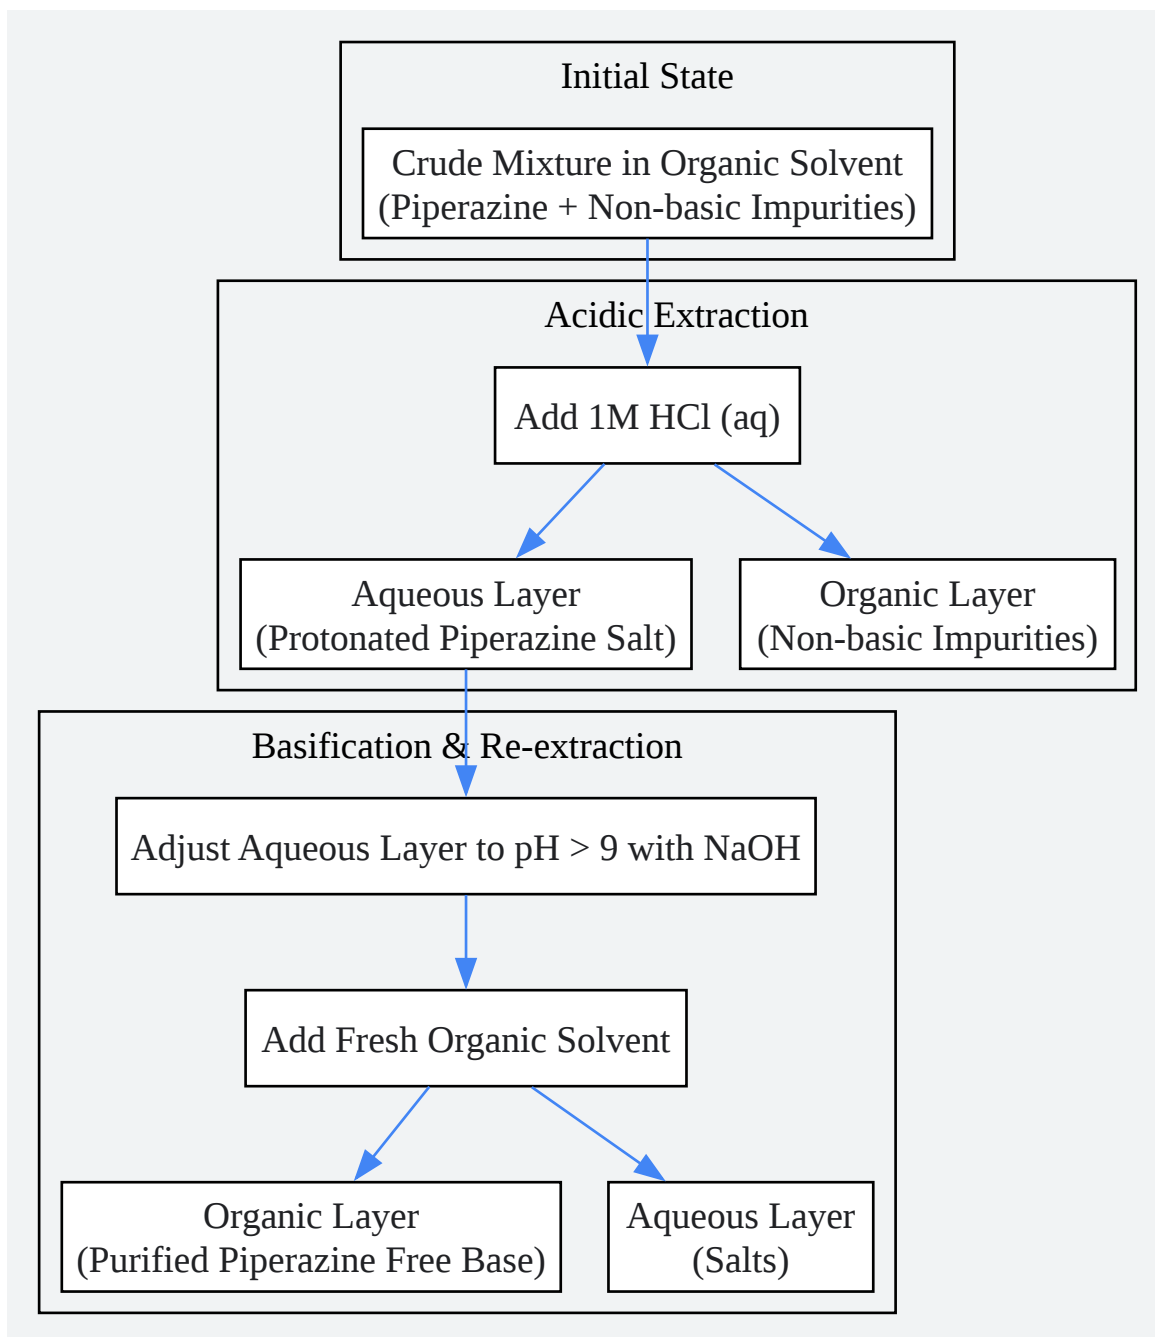 Initial State
Crude Mixture in Organic Solvent
(Piperazine + Non-basic Impurities)
Acidic Extraction
Add 1M HCl (aq)
Aqueous Layer
(Protonated Piperazine Salt)
Organic Layer
(Non-basic Impurities)
Basification & Re-extraction
Adjust Aqueous Layer to pH > 9 with NaOH
Add Fresh Organic Solvent
Organic Layer
(Purified Piperazine Free Base)
Aqueous Layer
(Salts)